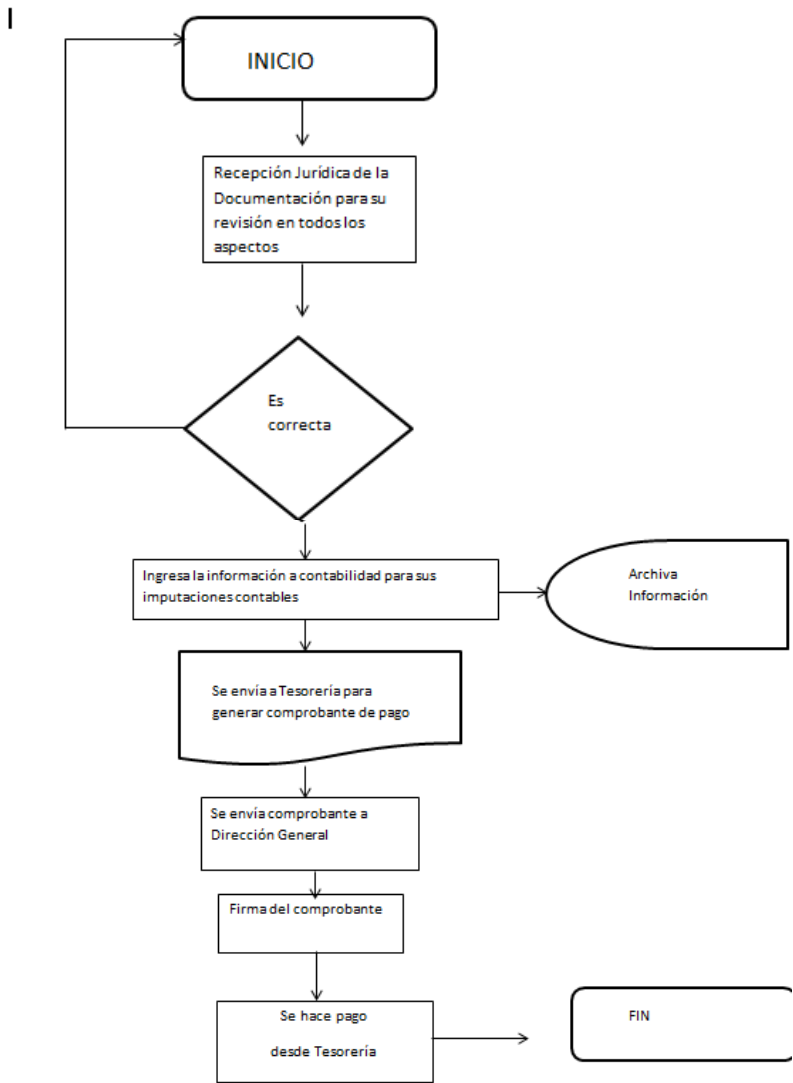 I
INICIO
Recepción Jurídica de la
Documentación para su
revisión en todos los
aspectos
Es
correcta
Ingresa la información a contabilidad para sus
imputaciones contables
Archiva
Información
Se envía a Tesorería para
generar comprobante de pago
Se envía comprobante a
Dirección General
Firma del comprobante
Se hace pago
desde Tesorería
FIN